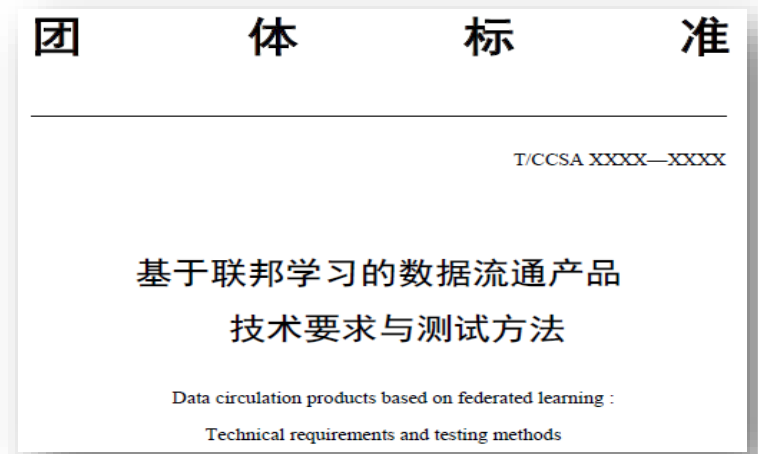 团 体 标 准
T/CCSA XXXX—XXXX
基于联邦学习的数据流通产品
技术要求与测试方法
Data circulation products based on federated learning :
Technical requirements and testing methods